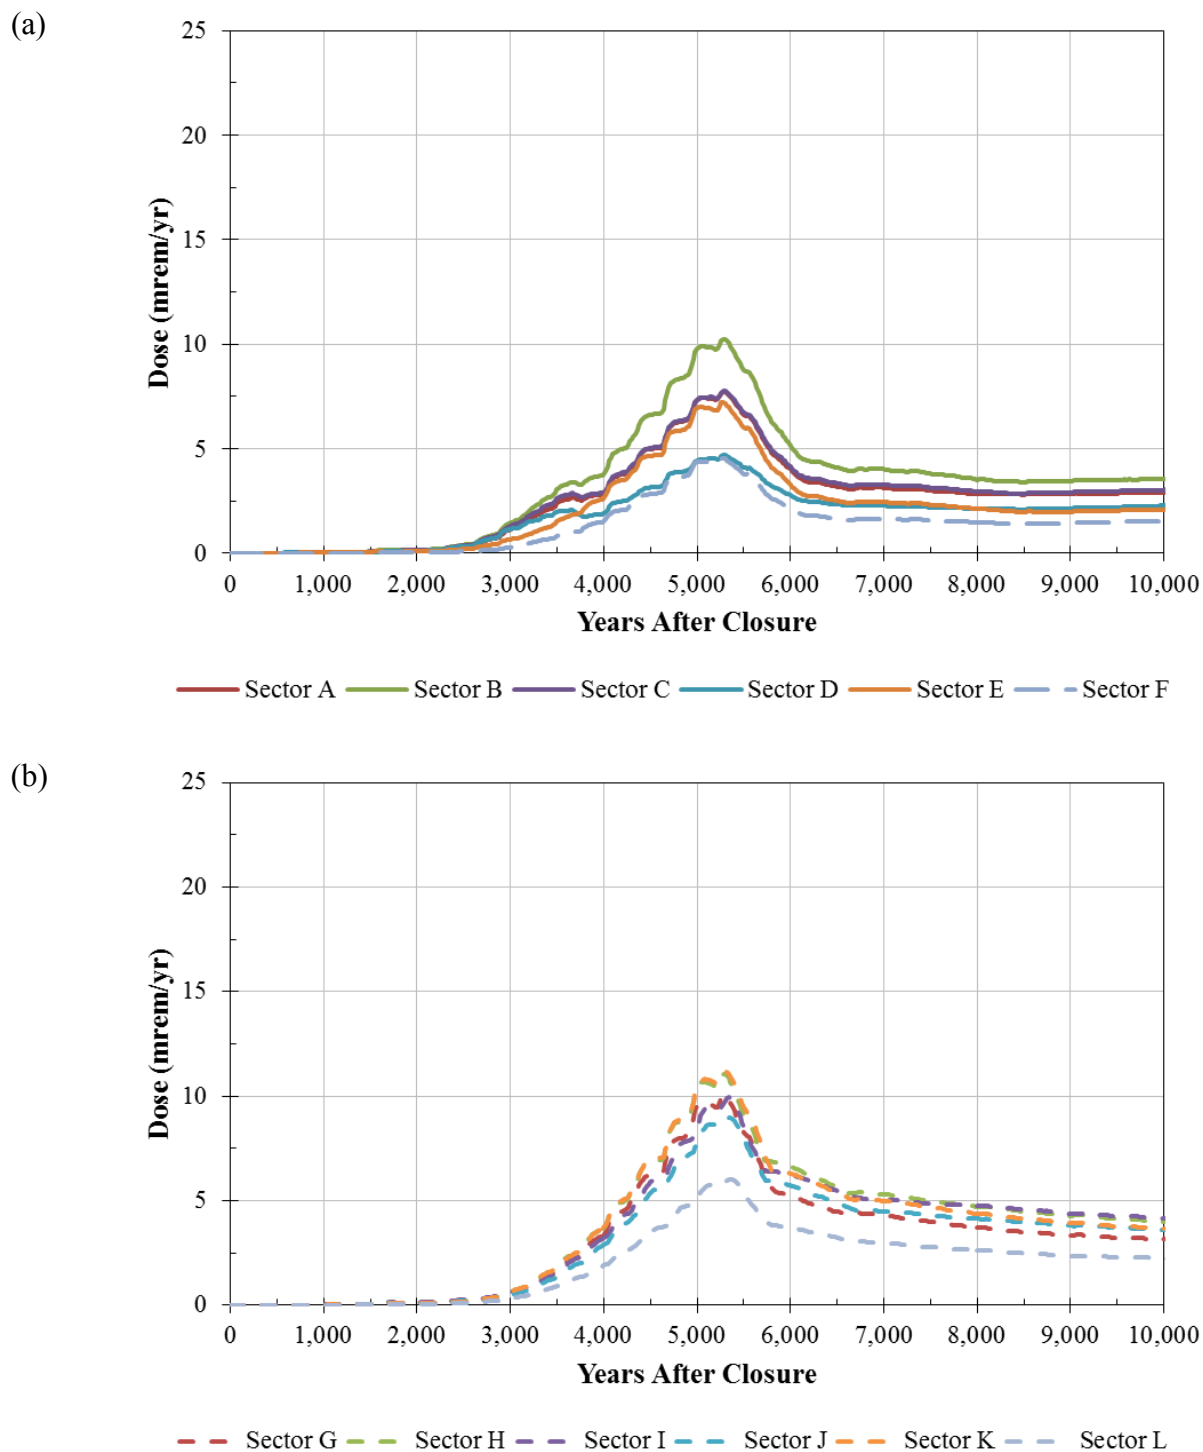 (a)
25
20
15
10
5
0
Dose (mrem/yr)
0 1,000 2,000 3,000 4,000 5,000 6,000 7,000 8,000 9,000 10,000
Years After Closure
Sector A Sector B Sector C Sector D Sector E Sector F
(b)
25
20
15
10
5
0
Dose (mrem/yr)
0 1,000 2,000 3,000 4,000 5,000 6,000 7,000 8,000 9,000 10,000
Years After Closure
Sector G Sector H Sector I Sector J Sector K Sector L